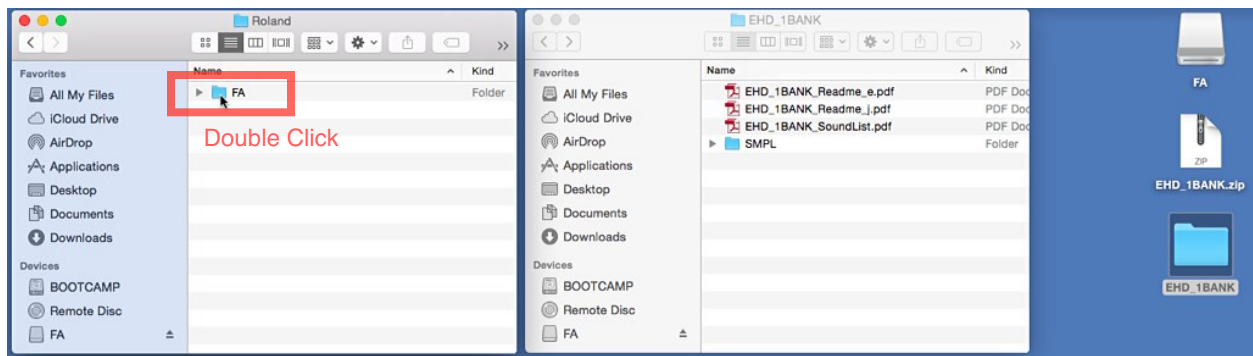 Roland
Favorites
All My Files
iCloud Drive
AirDrop
Applications
Desktop
Documents
Downloads
Devices
BOOTCAMP
Remote Disc
FA
Name
Kind
FA
Folder
Double Click
EHD_1BANK
Favorites
All My Files
iCloud Drive
AirDrop
Applications
Desktop
Documents
Downloads
Devices
BOOTCAMP
Remote Disc
FA
Name
Kind
EHD_1BANK_Readme_e.pdf
PDF Doc
EHD_1BANK_Readme_j.pdf
PDF Doc
EHD_1BANK_SoundList.pdf
PDF Doc
SMPL
Folder
FA
ZIP
EHD_1BANK.zip
EHD_1BANK